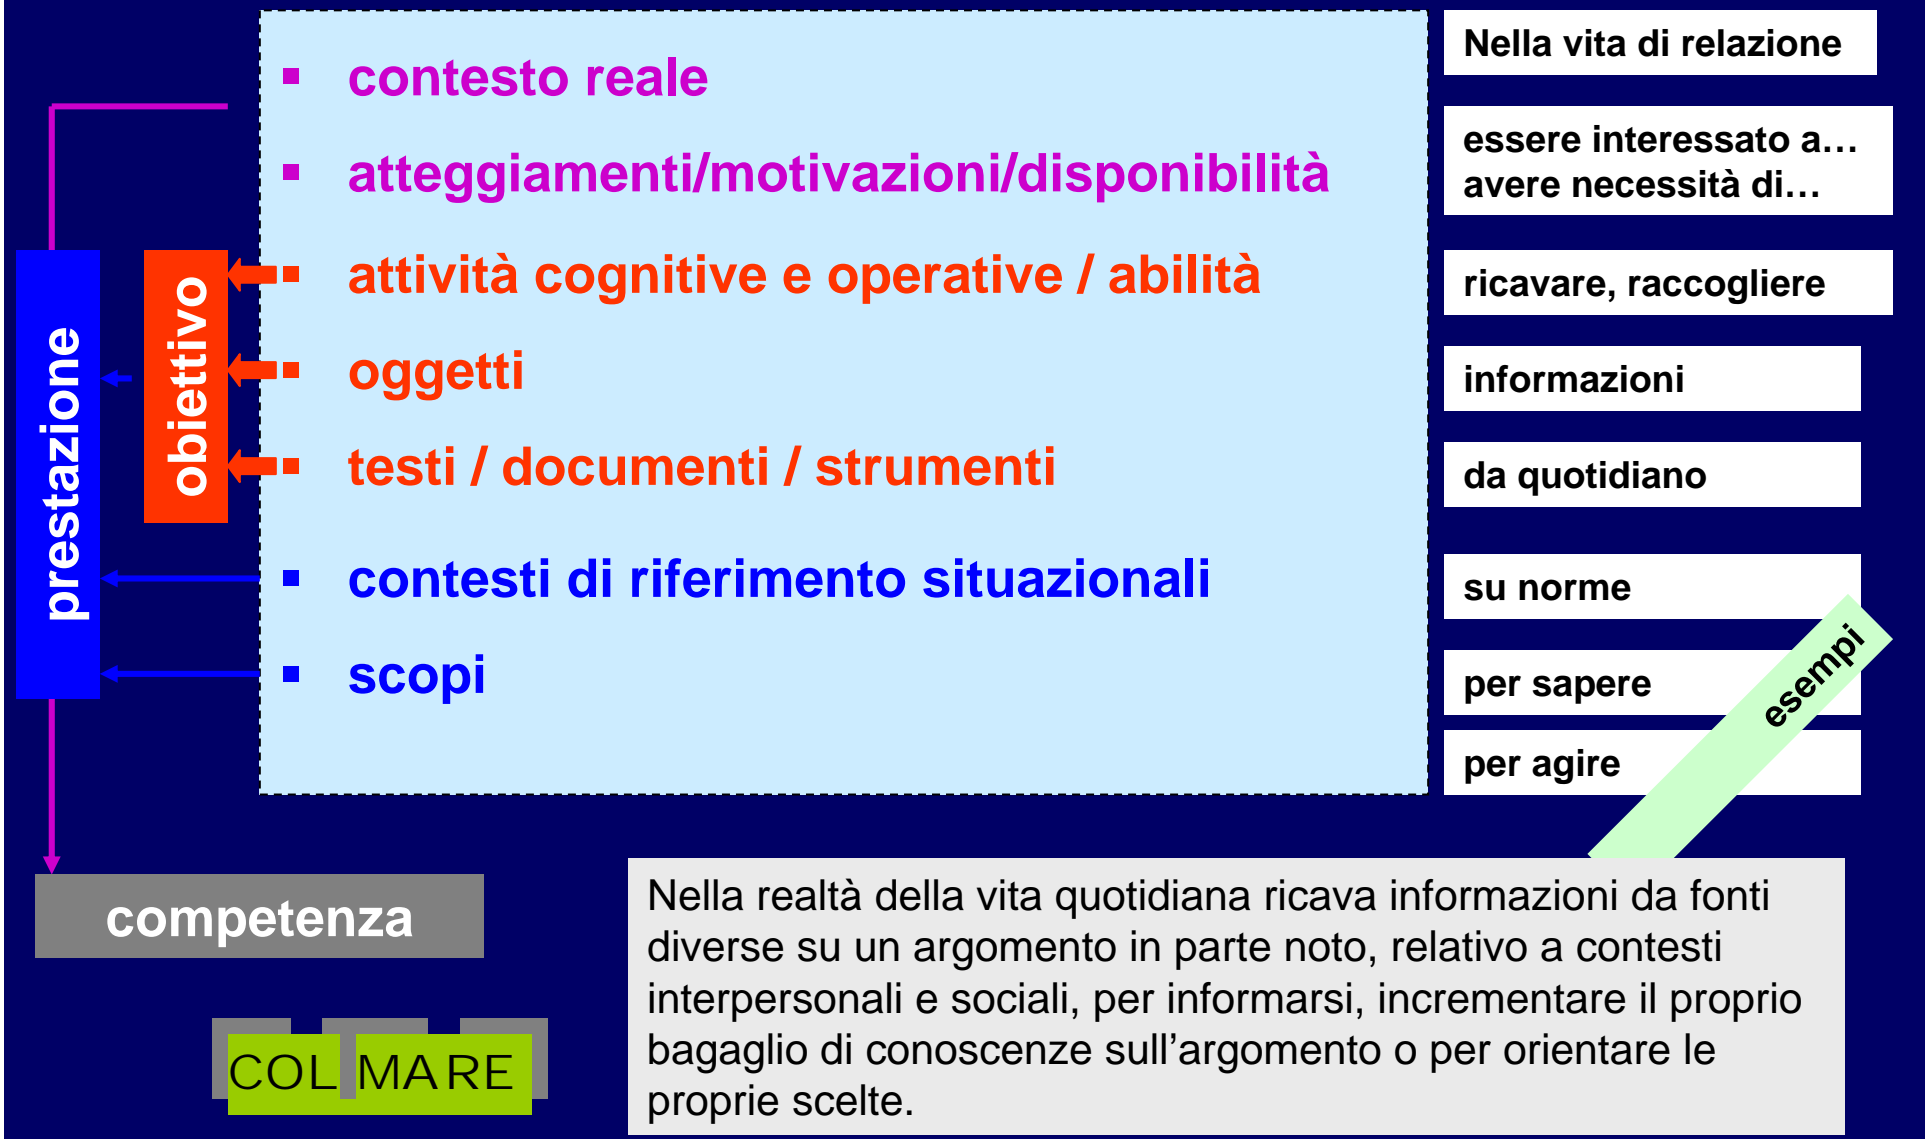 contesto reale
Nella vita di relazione
atteggiamenti/motivazioni/disponibilità
essere interessato a…
avere necessità di…
attività cognitive e operative / abilità
ricavare, raccogliere
oggetti
informazioni
testi / documenti / strumenti
da quotidiano
contesti di riferimento situazionali
su norme
scopi
per sapere
per agire
esempi
prestazione
obiettivo
competenza
Nella realtà della vita quotidiana ricava informazioni da fonti
diverse su un argomento in parte noto, relativo a contesti
interpersonali e sociali, per informarsi, incrementare il proprio
bagaglio di conoscenze sull’argomento o per orientare le
proprie scelte.
COL MARE